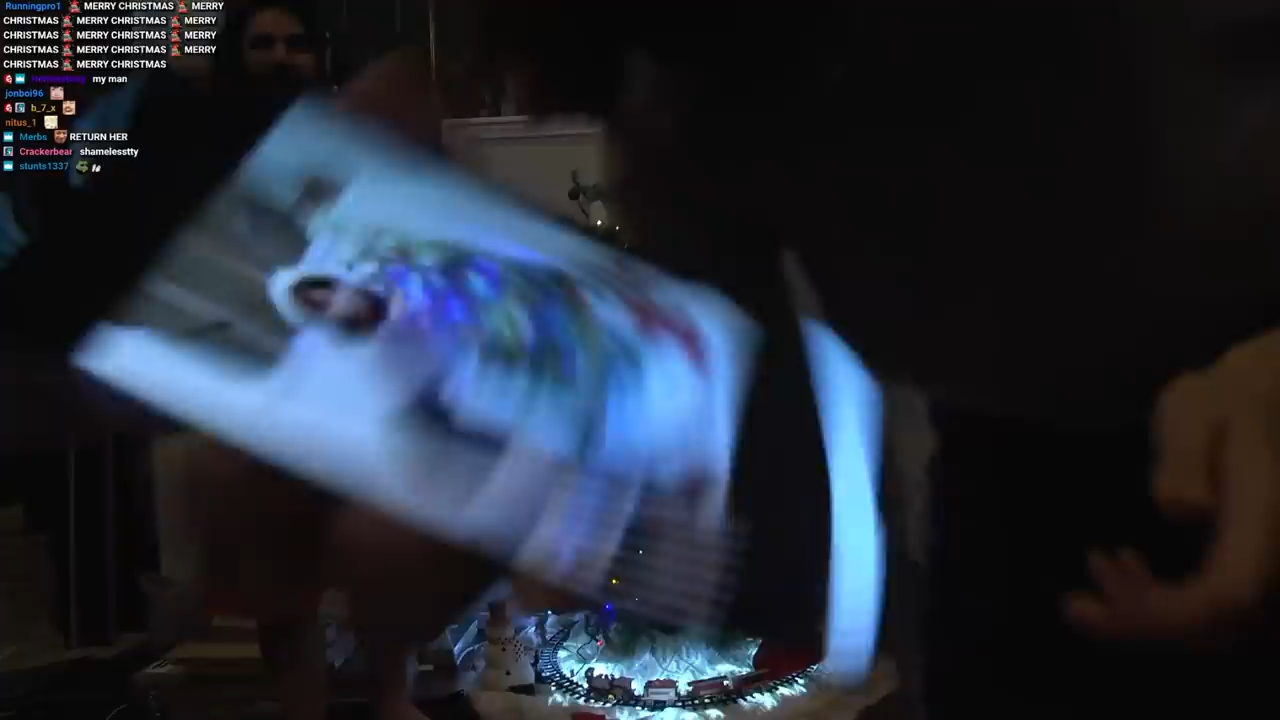 Runningpro1 MERRY CHRISTMAS MERRY
CHRISTMAS MERRY CHRISTMAS MERRY
CHRISTMAS MERRY CHRISTMAS MERRY
CHRISTMAS MERRY CHRISTMAS MERRY
CHRISTMAS MERRY CHRISTMAS
my man
jonboi96
b_7_x
nitus_1
Merbs RETURN HER
Crackerbear shamelesstty
stunts1337